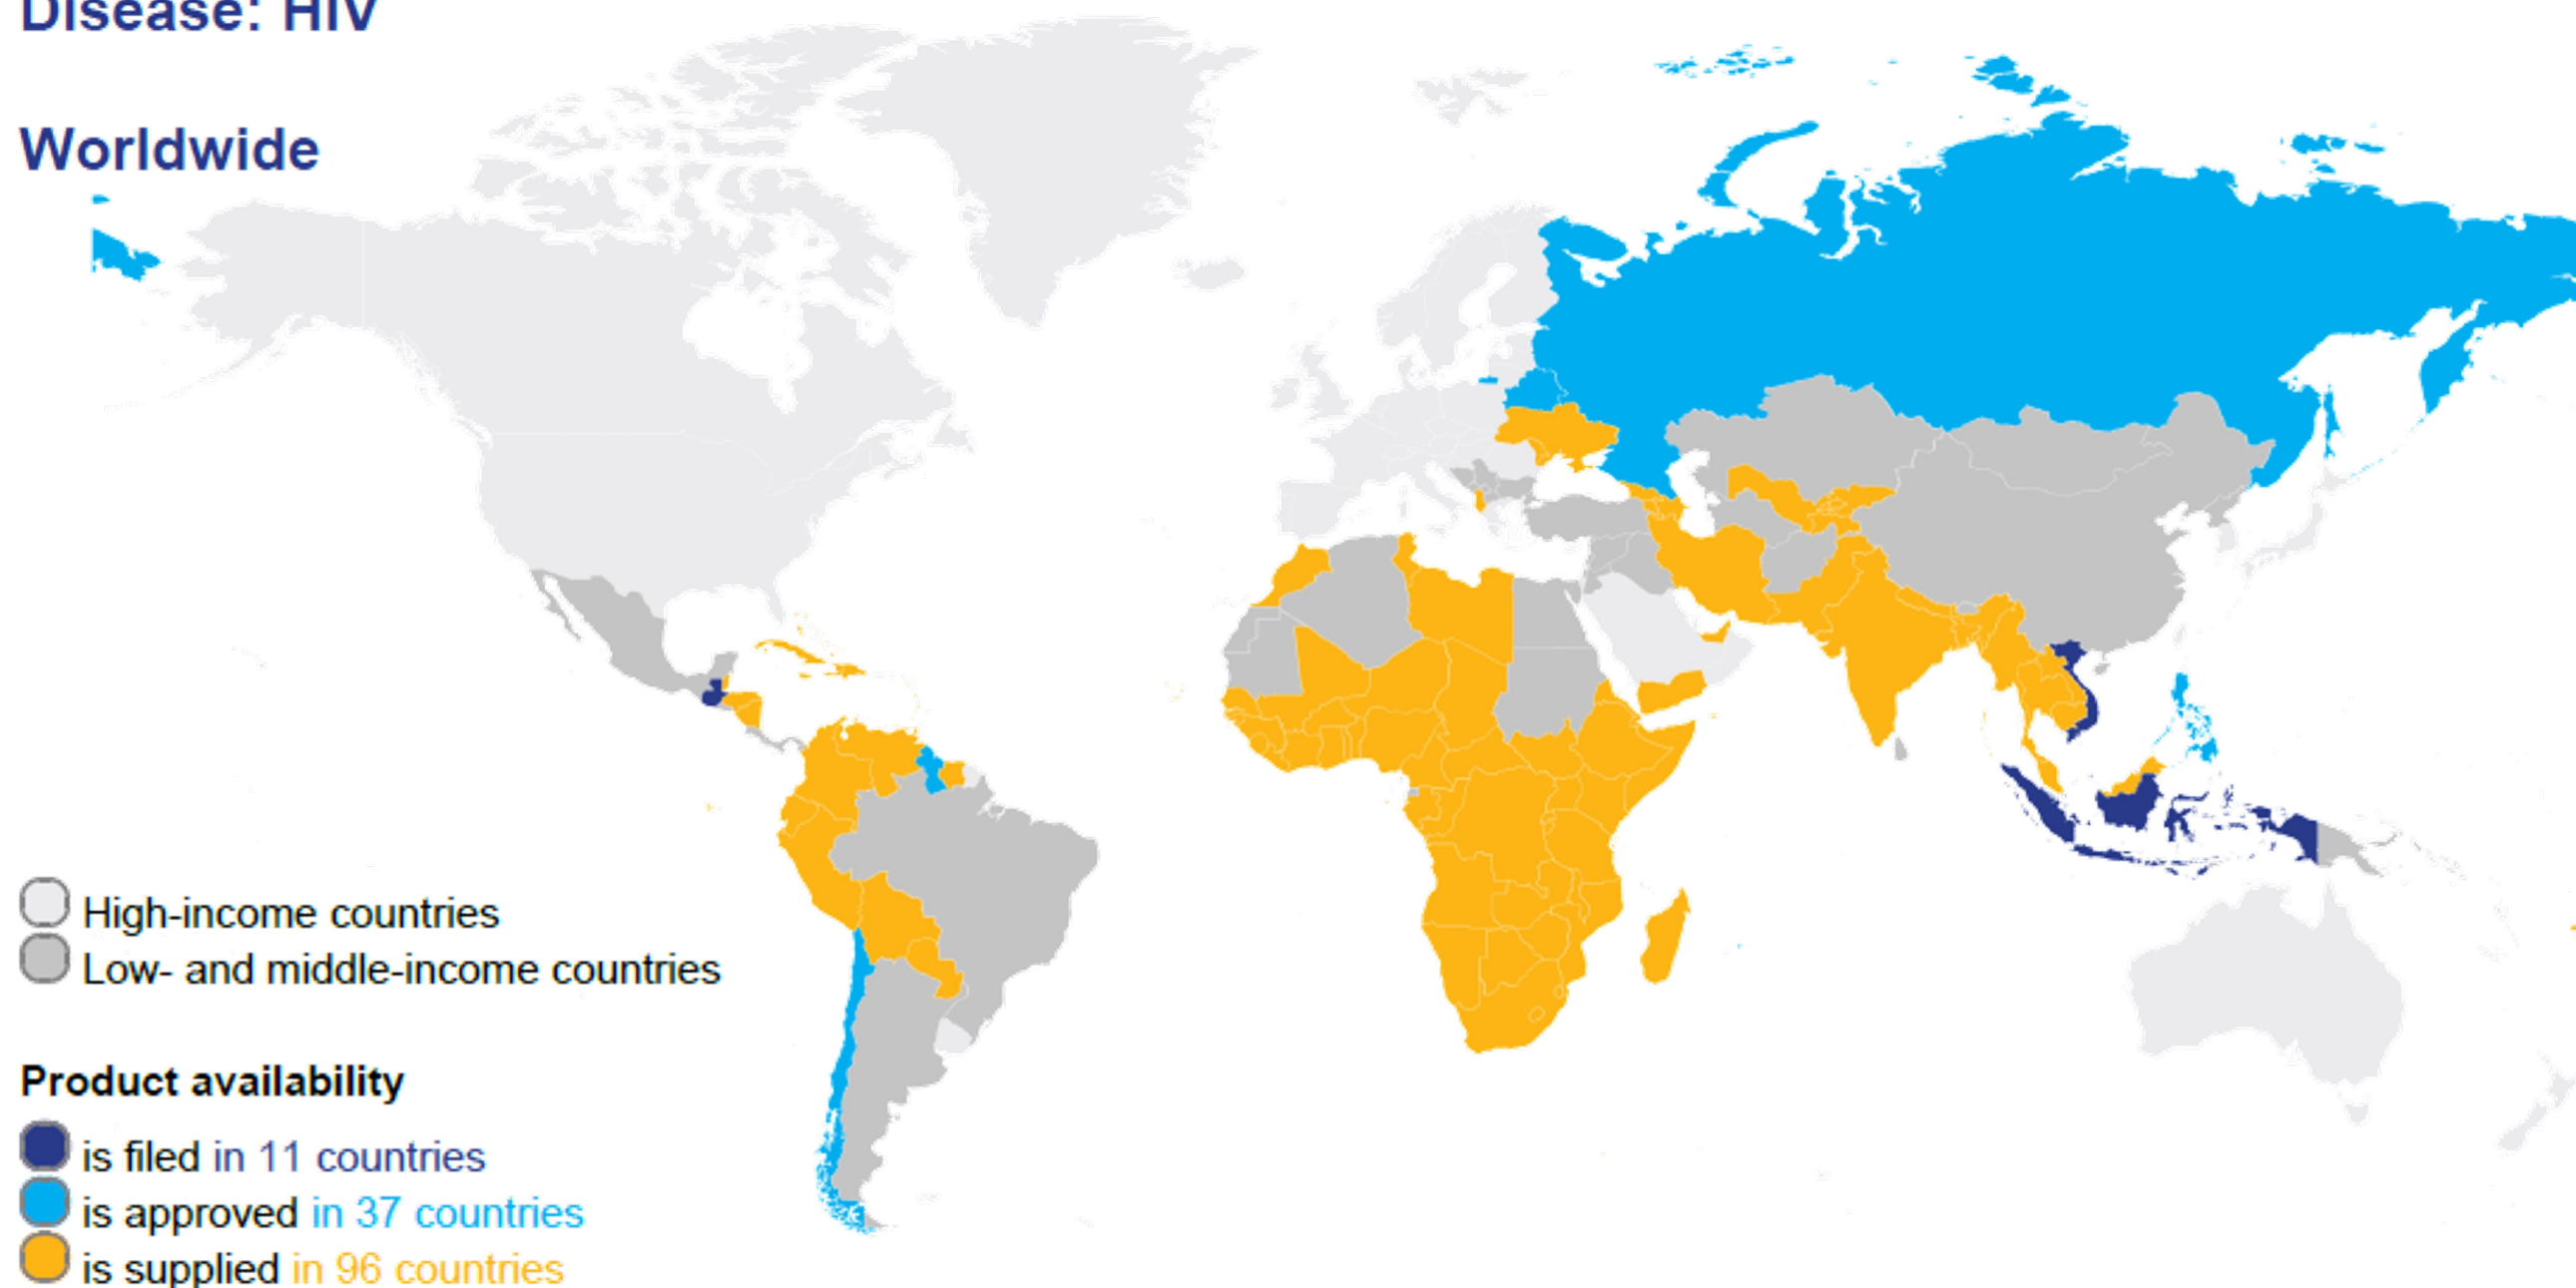 Disease: HIV
Worldwide
High-income countries
Low- and middle-income countries
Product availability
is filed in 11 countries
is approved in 37 countries
is supplied in 96 countries